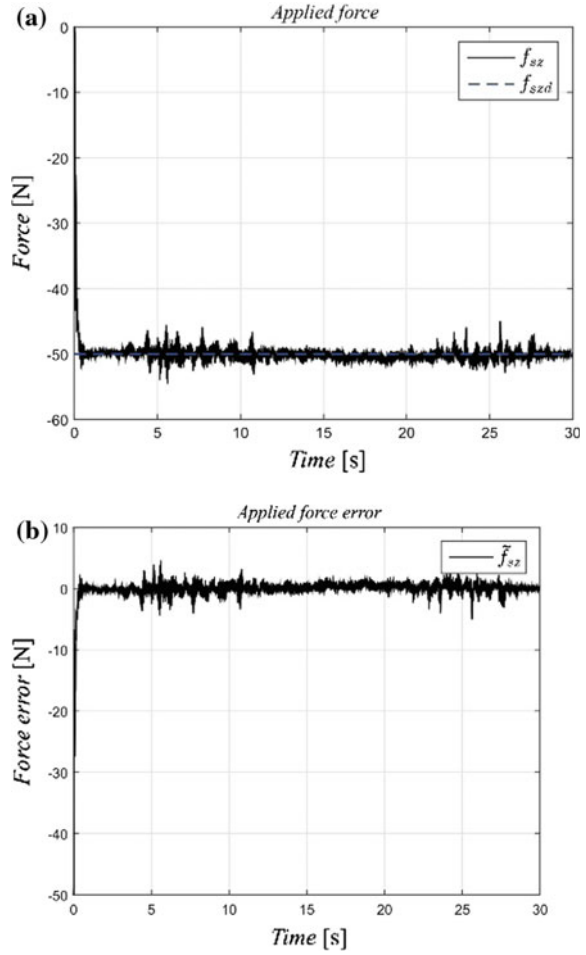 (a)
Applied force
0
-10
-20
-30
-40
-50
-60
Force [N]
f_sz
f_szd
0 5 10 15 20 25 30
Time [s]
(b)
Applied force error
10
0
-10
-20
-30
-40
-50
Force error [N]
f̃_sz
0 5 10 15 20 25 30
Time [s]